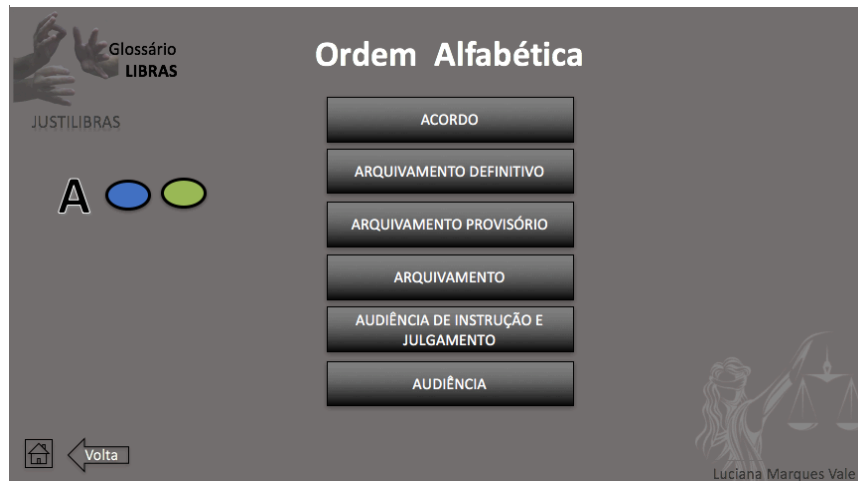 Glossário
LIBRAS
JUSTILIBRAS
Ordem Alfabética
A
ACORDO
ARQUIVAMENTO DEFINITIVO
ARQUIVAMENTO PROVISÓRIO
ARQUIVAMENTO
AUDIÊNCIA DE INSTRUÇÃO E
JULGAMENTO
AUDIÊNCIA
Volta
Luciana Marques Vale